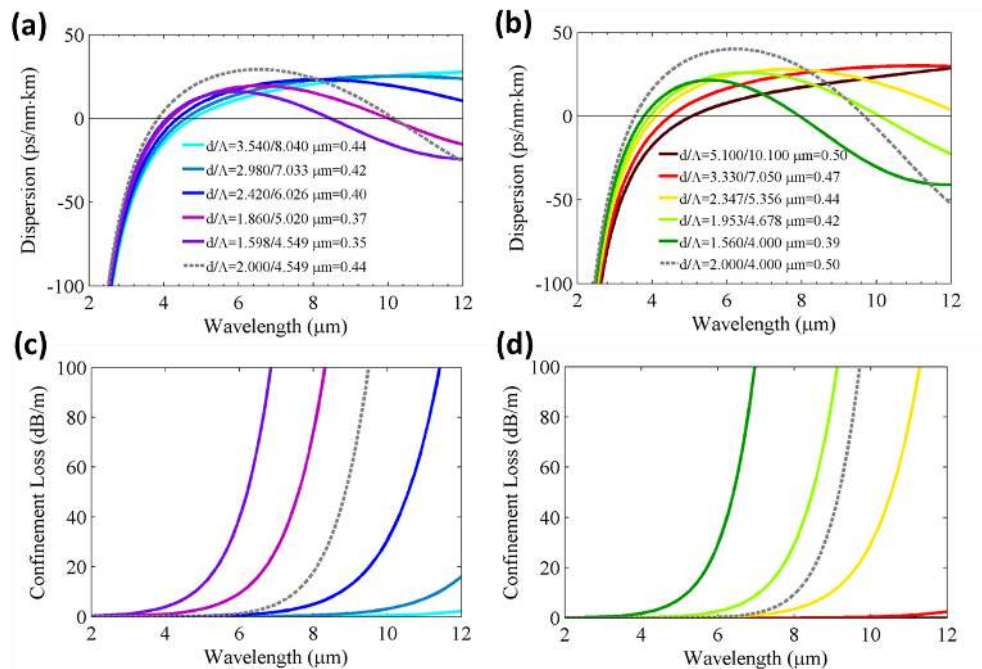 (a)
50
0
-50
-100
Dispersion (ps/nm·km)
d/Λ=3.540/8.040 μm=0.44
d/Λ=2.980/7.033 μm=0.42
d/Λ=2.420/6.026 μm=0.40
d/Λ=1.860/5.020 μm=0.37
d/Λ=1.598/4.549 μm=0.35
d/Λ=2.000/4.549 μm=0.44
2 4 6 8 10 12
Wavelength (μm)
(b)
50
0
-50
-100
Dispersion (ps/nm·km)
d/Λ=5.100/10.100 μm=0.50
d/Λ=3.330/7.050 μm=0.47
d/Λ=2.347/5.356 μm=0.44
d/Λ=1.953/4.678 μm=0.42
d/Λ=1.560/4.000 μm=0.39
d/Λ=2.000/4.000 μm=0.50
2 4 6 8 10 12
Wavelength (μm)
(c)
100
80
60
40
20
0
Confinement Loss (dB/m)
2 4 6 8 10 12
Wavelength (μm)
(d)
100
80
60
40
20
0
Confinement Loss (dB/m)
2 4 6 8 10 12
Wavelength (μm)